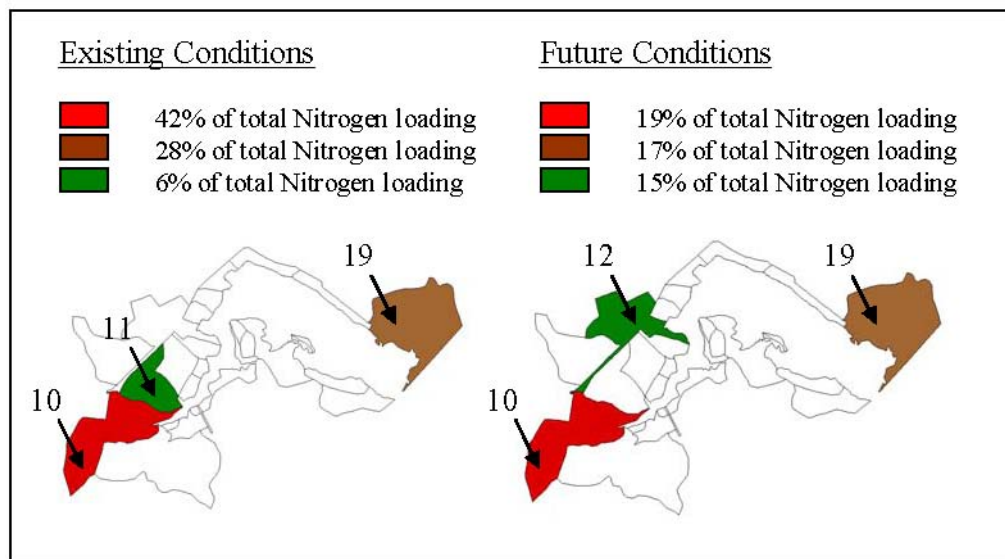 Existing Conditions
42% of total Nitrogen loading
28% of total Nitrogen loading
6% of total Nitrogen loading
19
11
10
Future Conditions
19% of total Nitrogen loading
17% of total Nitrogen loading
15% of total Nitrogen loading
12
19
10